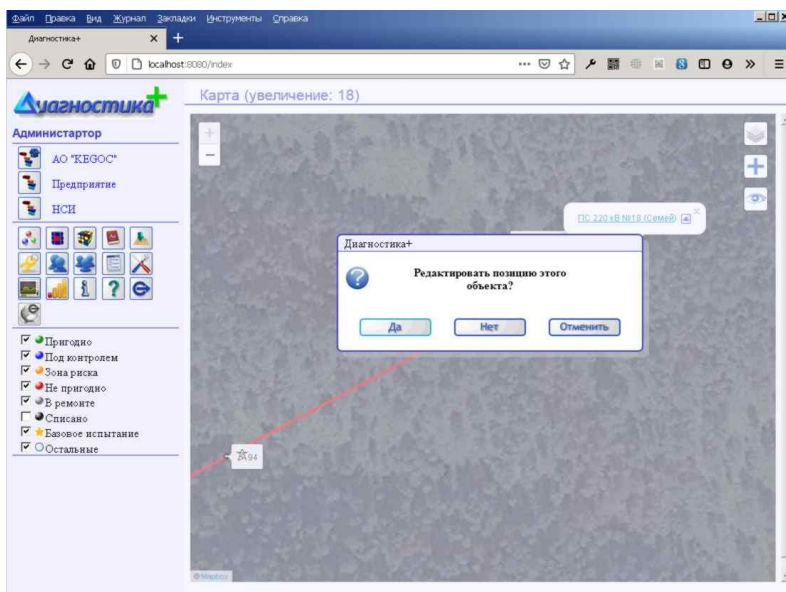 Файл Правка Вид Журнал Закладки Инструменты Справка
Диагностика+
localhost:8080/index
Диагностика+
Карта (увеличение: 18)
Администартор
АО "KEGOC"
Предприятие
НСИ
ПС 220 кВ №18 (Семей)
Диагностика+
Редактировать позицию этого
объекта?
Да Нет Отменить
Пригодно
Под контролем
Зона риска
Не пригодно
В ремонте
Списано
Базовое испытание
Остальные
94
© Mapbox